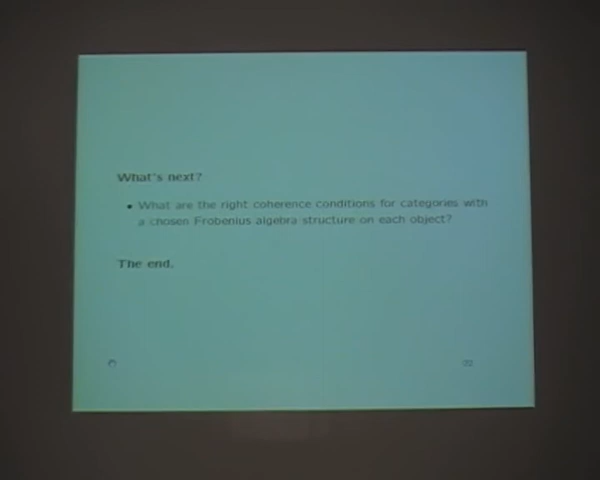 What's next?
• What are the right coherence conditions for categories with
a chosen Frobenius algebra structure on each object?
The end.